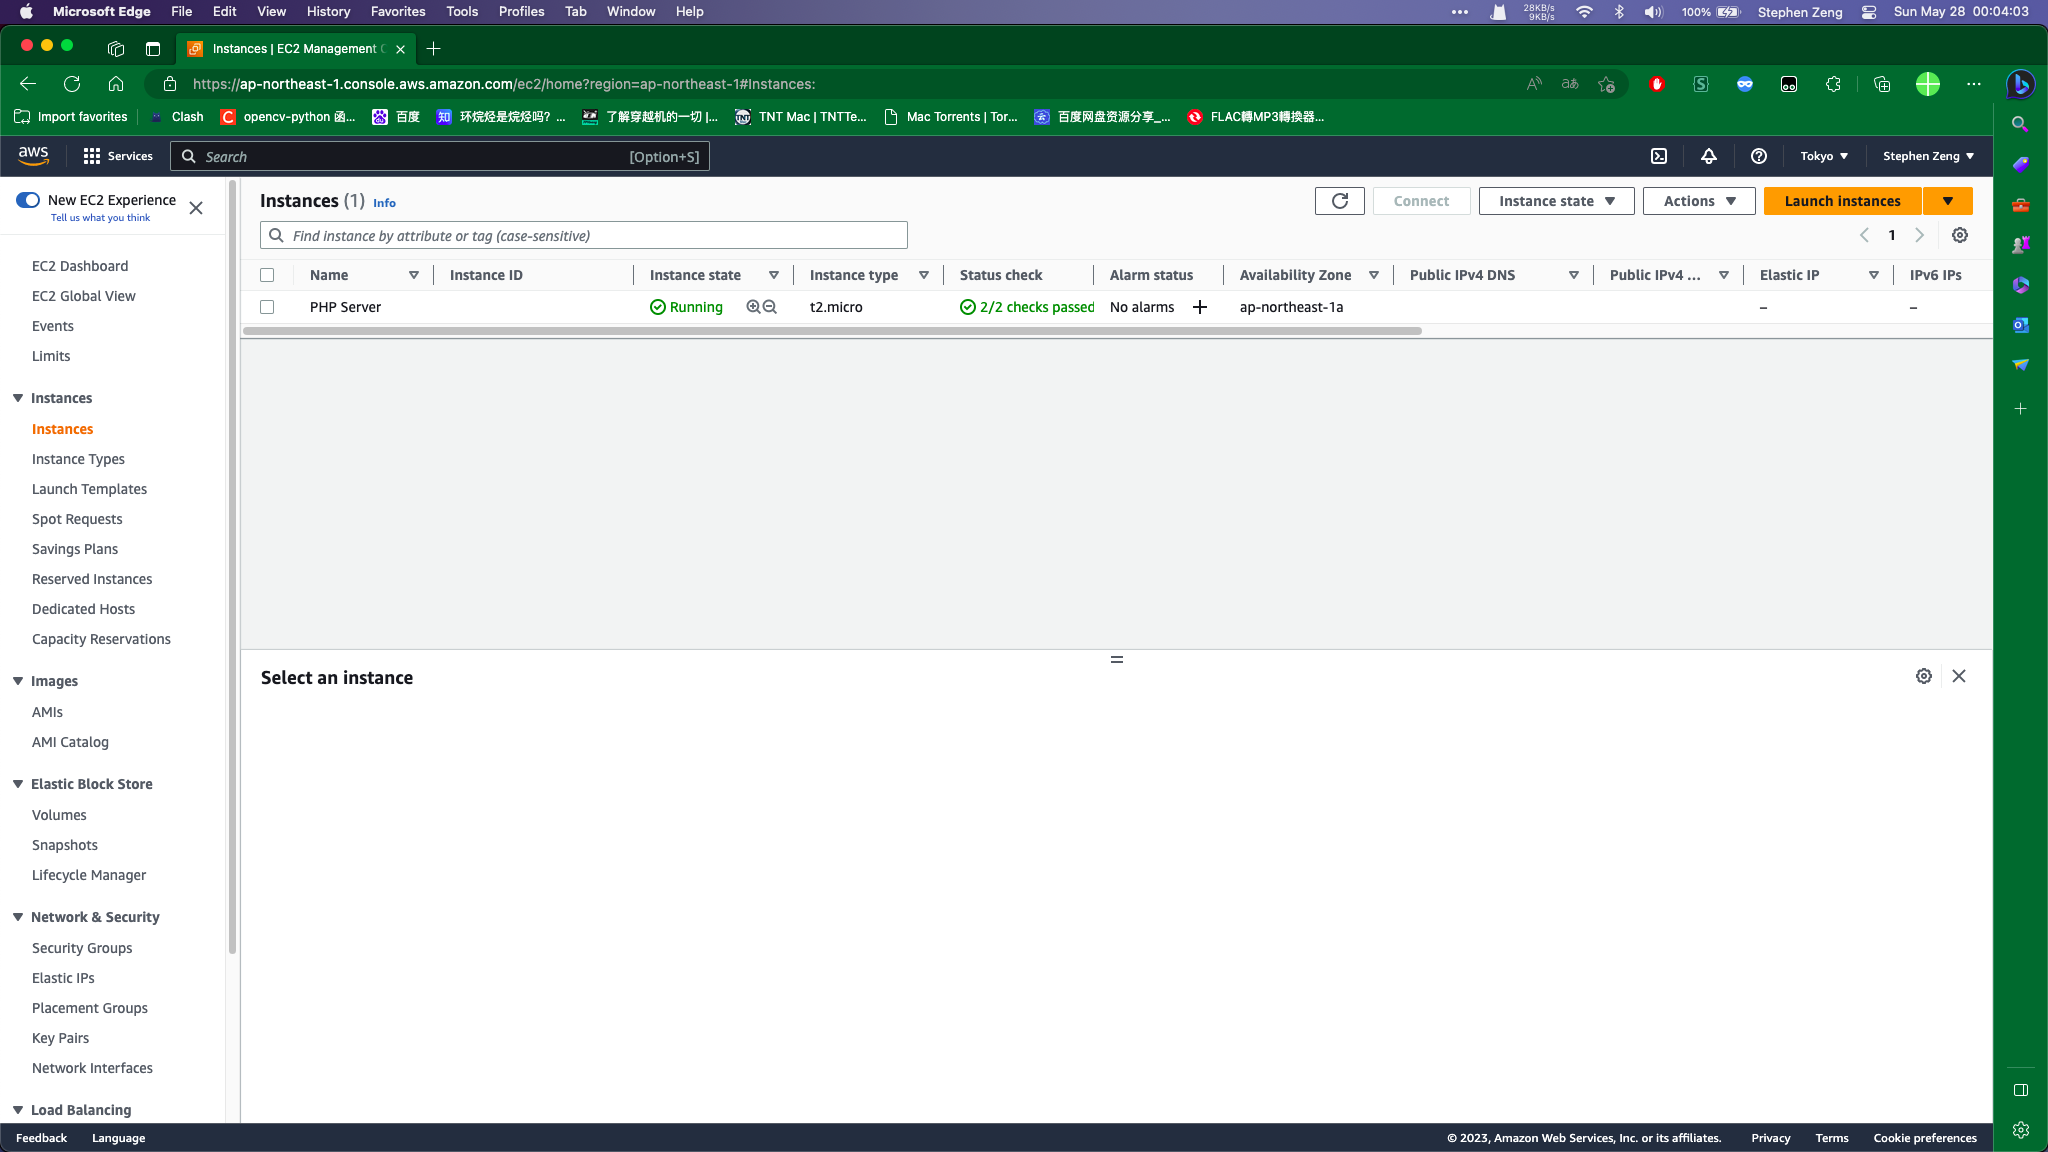 Microsoft Edge File Edit View History Favorites Tools Profiles Tab Window Help 28KB/s 9KB/s 100% Stephen Zeng Sun May 28 00:04:03
Instances | EC2 Management C
https://ap-northeast-1.console.aws.amazon.com/ec2/home?region=ap-northeast-1#Instances:
Import favorites Clash opencv-python 函... 百度 环烷烃是烷烃吗? ... 了解穿越机的一切 |... TNT Mac | TNTTe... Mac Torrents | Tor... 百度网盘资源分享_... FLAC轉MP3轉換器...
aws Services Search [Option+S] Tokyo Stephen Zeng
New EC2 Experience
Tell us what you think
EC2 Dashboard
EC2 Global View
Events
Limits
Instances
Instances
Instance Types
Launch Templates
Spot Requests
Savings Plans
Reserved Instances
Dedicated Hosts
Capacity Reservations
Images
AMIs
AMI Catalog
Elastic Block Store
Volumes
Snapshots
Lifecycle Manager
Network & Security
Security Groups
Elastic IPs
Placement Groups
Key Pairs
Network Interfaces
Load Balancing
Instances (1) Info Connect Instance state Actions Launch instances
Find instance by attribute or tag (case-sensitive) 1
Name Instance ID Instance state Instance type Status check Alarm status Availability Zone Public IPv4 DNS Public IPv4 ... Elastic IP IPv6 IPs
PHP Server Running t2.micro 2/2 checks passed No alarms + ap-northeast-1a – –
Select an instance
Feedback Language © 2023, Amazon Web Services, Inc. or its affiliates. Privacy Terms Cookie preferences